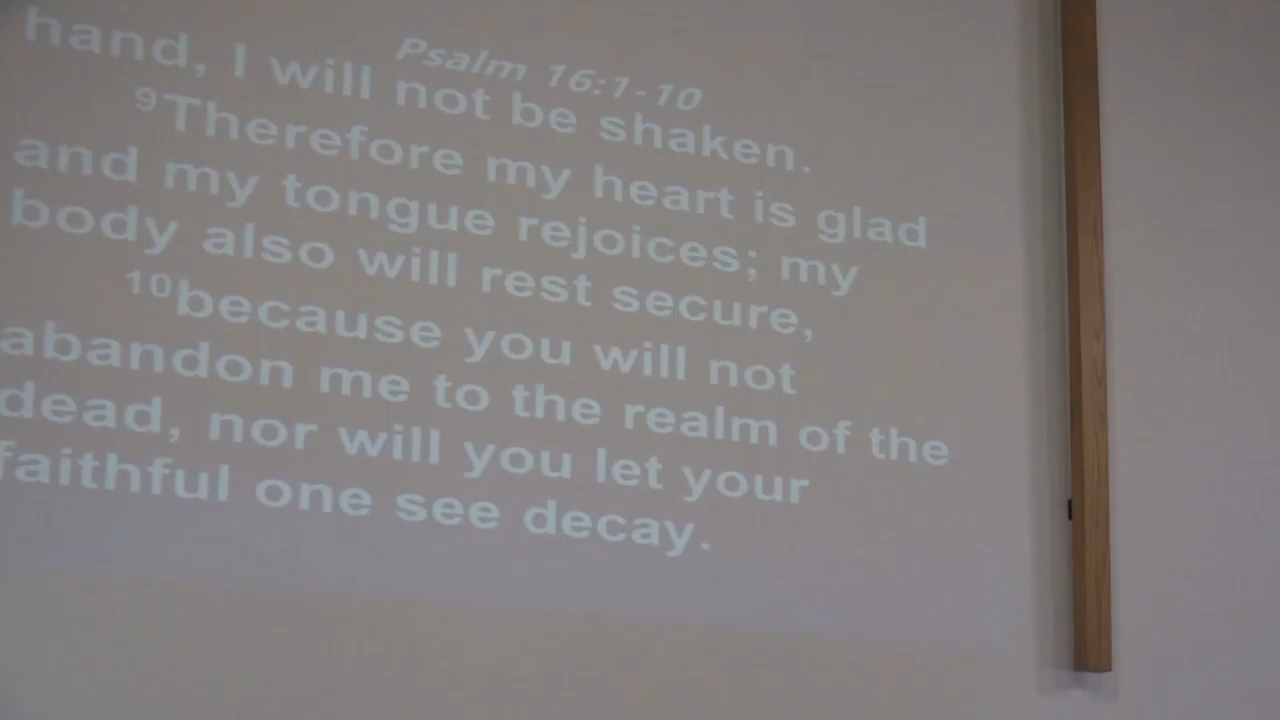 Psalm 16:1-10
hand, I will not be shaken.
⁹Therefore my heart is glad
and my tongue rejoices; my
body also will rest secure,
¹⁰because you will not
abandon me to the realm of the
dead, nor will you let your
faithful one see decay.